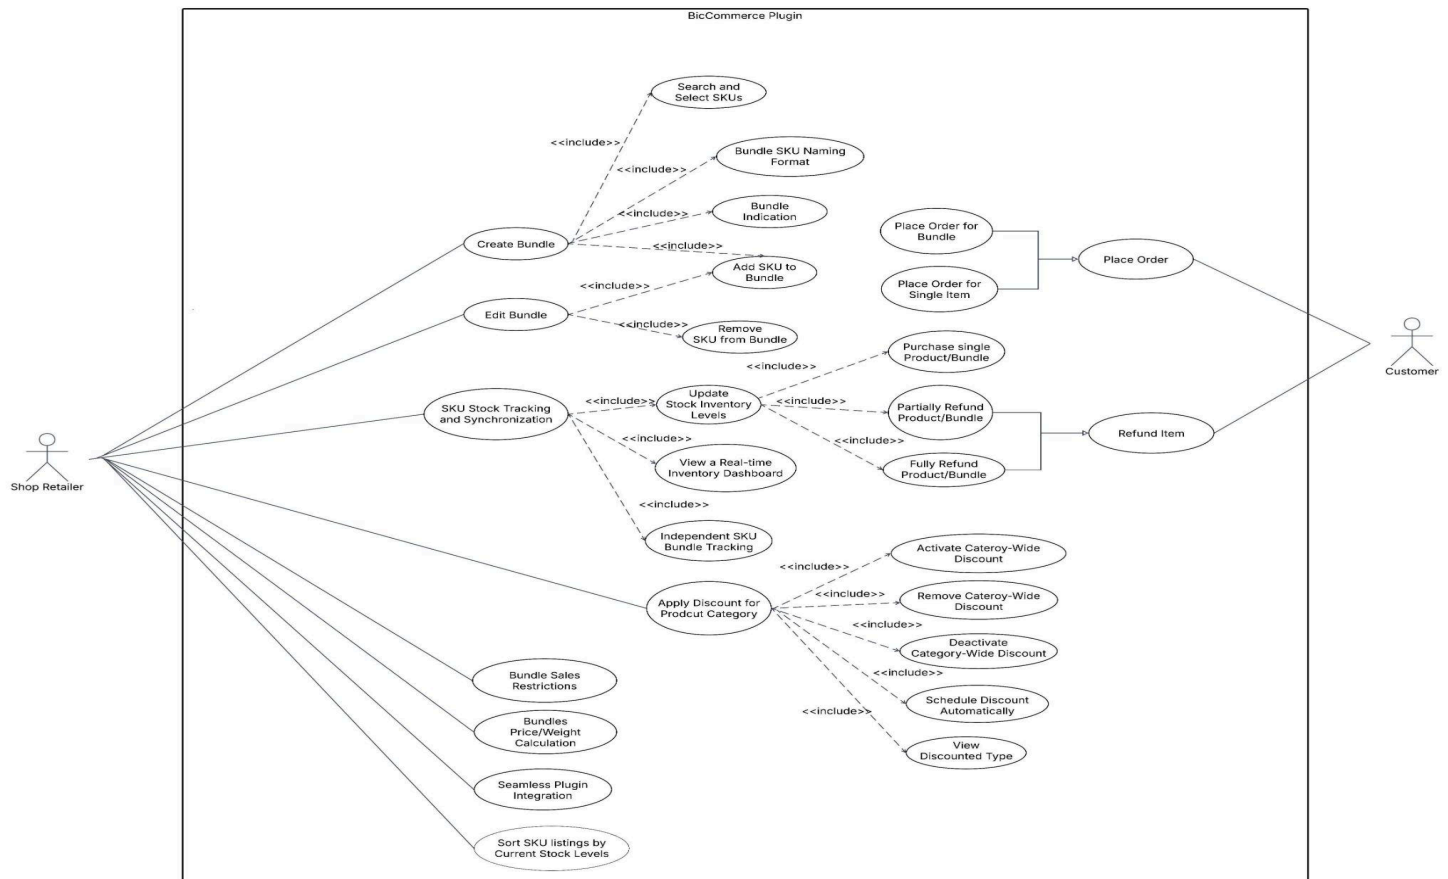 BicCommerce Plugin
Search and
Select SKUs
<<include>>
Bundle SKU Naming
Format
<<include>>
Bundle
Indication
<<include>>
Create Bundle
<<include>>
Add SKU to
Bundle
<<include>>
Edit Bundle
<<include>>
Remove
SKU from Bundle
Place Order for
Bundle
Place Order
Place Order for
Single Item
Purchase single
Product/Bundle
<<include>>
Customer
SKU Stock Tracking
and Synchronization
<<include>>
Update
Stock Inventory
Levels
<<include>>
Partially Refund
Product/Bundle
Refund Item
<<include>>
View a Real-time
Inventory Dashboard
<<include>>
Fully Refund
Product/Bundle
Shop Retailer
<<include>>
Independent SKU
Bundle Tracking
Activate Cateroy-Wide
Discount
<<include>>
Apply Discount for
Prodcut Category
<<include>>
Remove Cateroy-Wide
Discount
<<include>>
Deactivate
Category-Wide Discount
<<include>>
Schedule Discount
Automatically
<<include>>
View
Discounted Type
Bundle Sales
Restrictions
Bundles
Price/Weight
Calculation
Seamless Plugin
Integration
Sort SKU listings by
Current Stock Levels